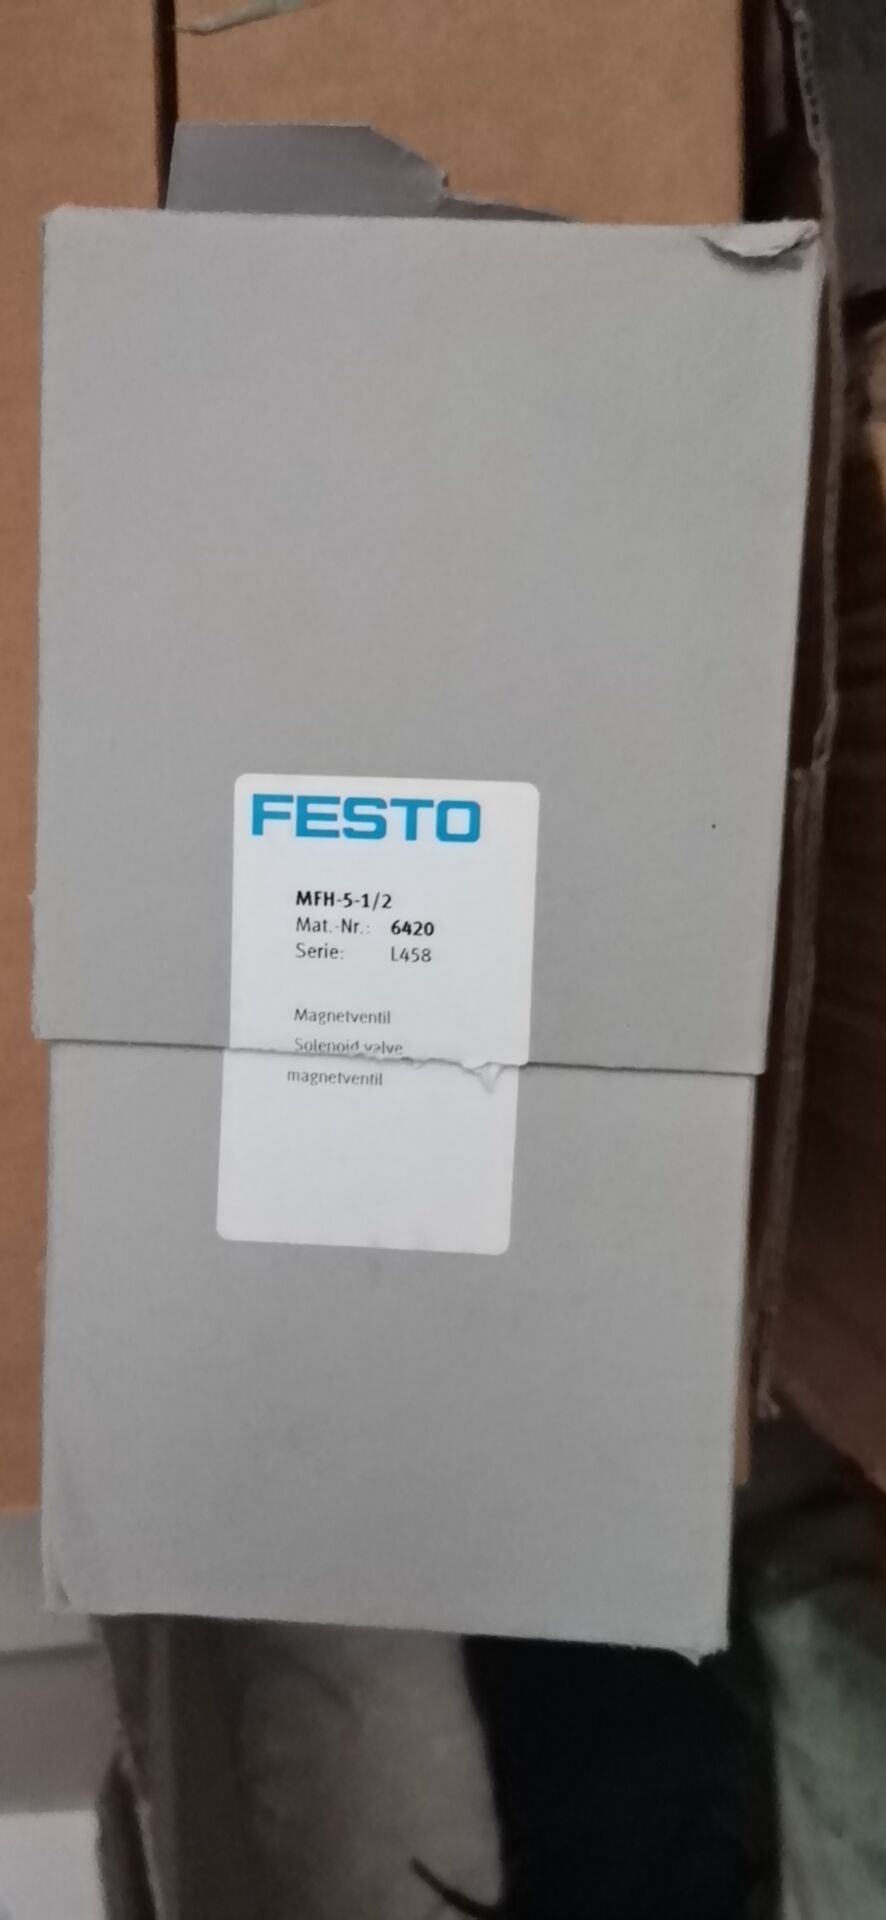 FESTO
MFH-5-1/2
Mat.-Nr.: 6420
Serie: L458
Magnetventil
Solenoid valve
magnetventil